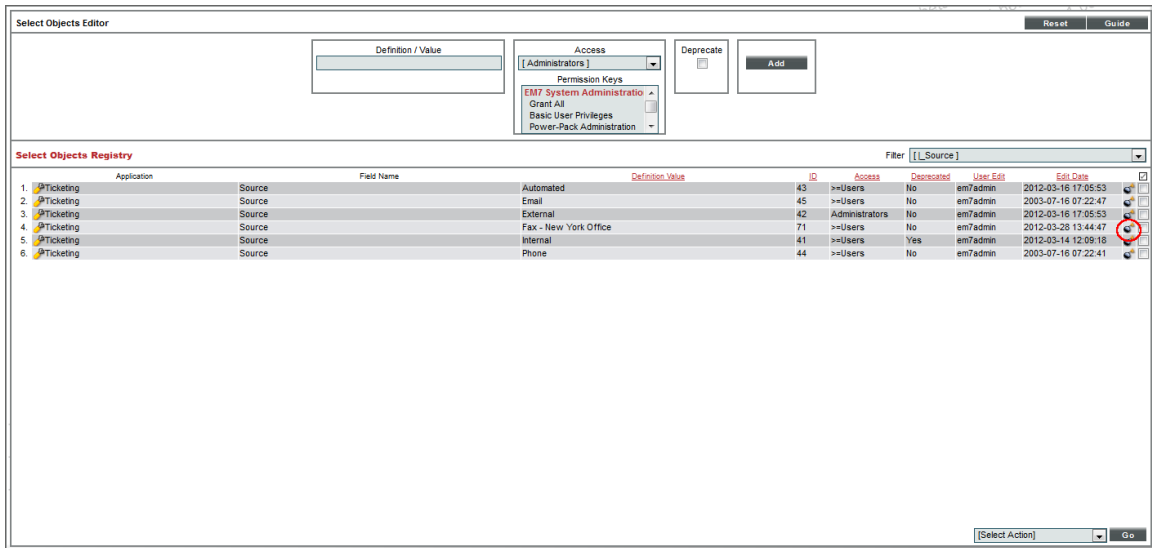 Select Objects Editor
Reset Guide
Definition / Value Access Deprecate
[ Administrators ] Add
Permission Keys
EM7 System Administratio
Grant All
Basic User Privileges
Power-Pack Administration
Select Objects Registry Filter [ |_Source ]
Application Field Name Definition Value ID Access Deprecated User Edit Edit Date
1. Ticketing Source Automated 43 >=Users No em7admin 2012-03-16 17:05:53
2. Ticketing Source Email 45 >=Users No em7admin 2003-07-16 07:22:47
3. Ticketing Source External 42 Administrators No em7admin 2012-03-16 17:05:53
4. Ticketing Source Fax - New York Office 71 >=Users No em7admin 2012-03-28 13:44:47
5. Ticketing Source Internal 41 >=Users Yes em7admin 2012-03-14 12:09:18
6. Ticketing Source Phone 44 >=Users No em7admin 2003-07-16 07:22:41
[Select Action] Go